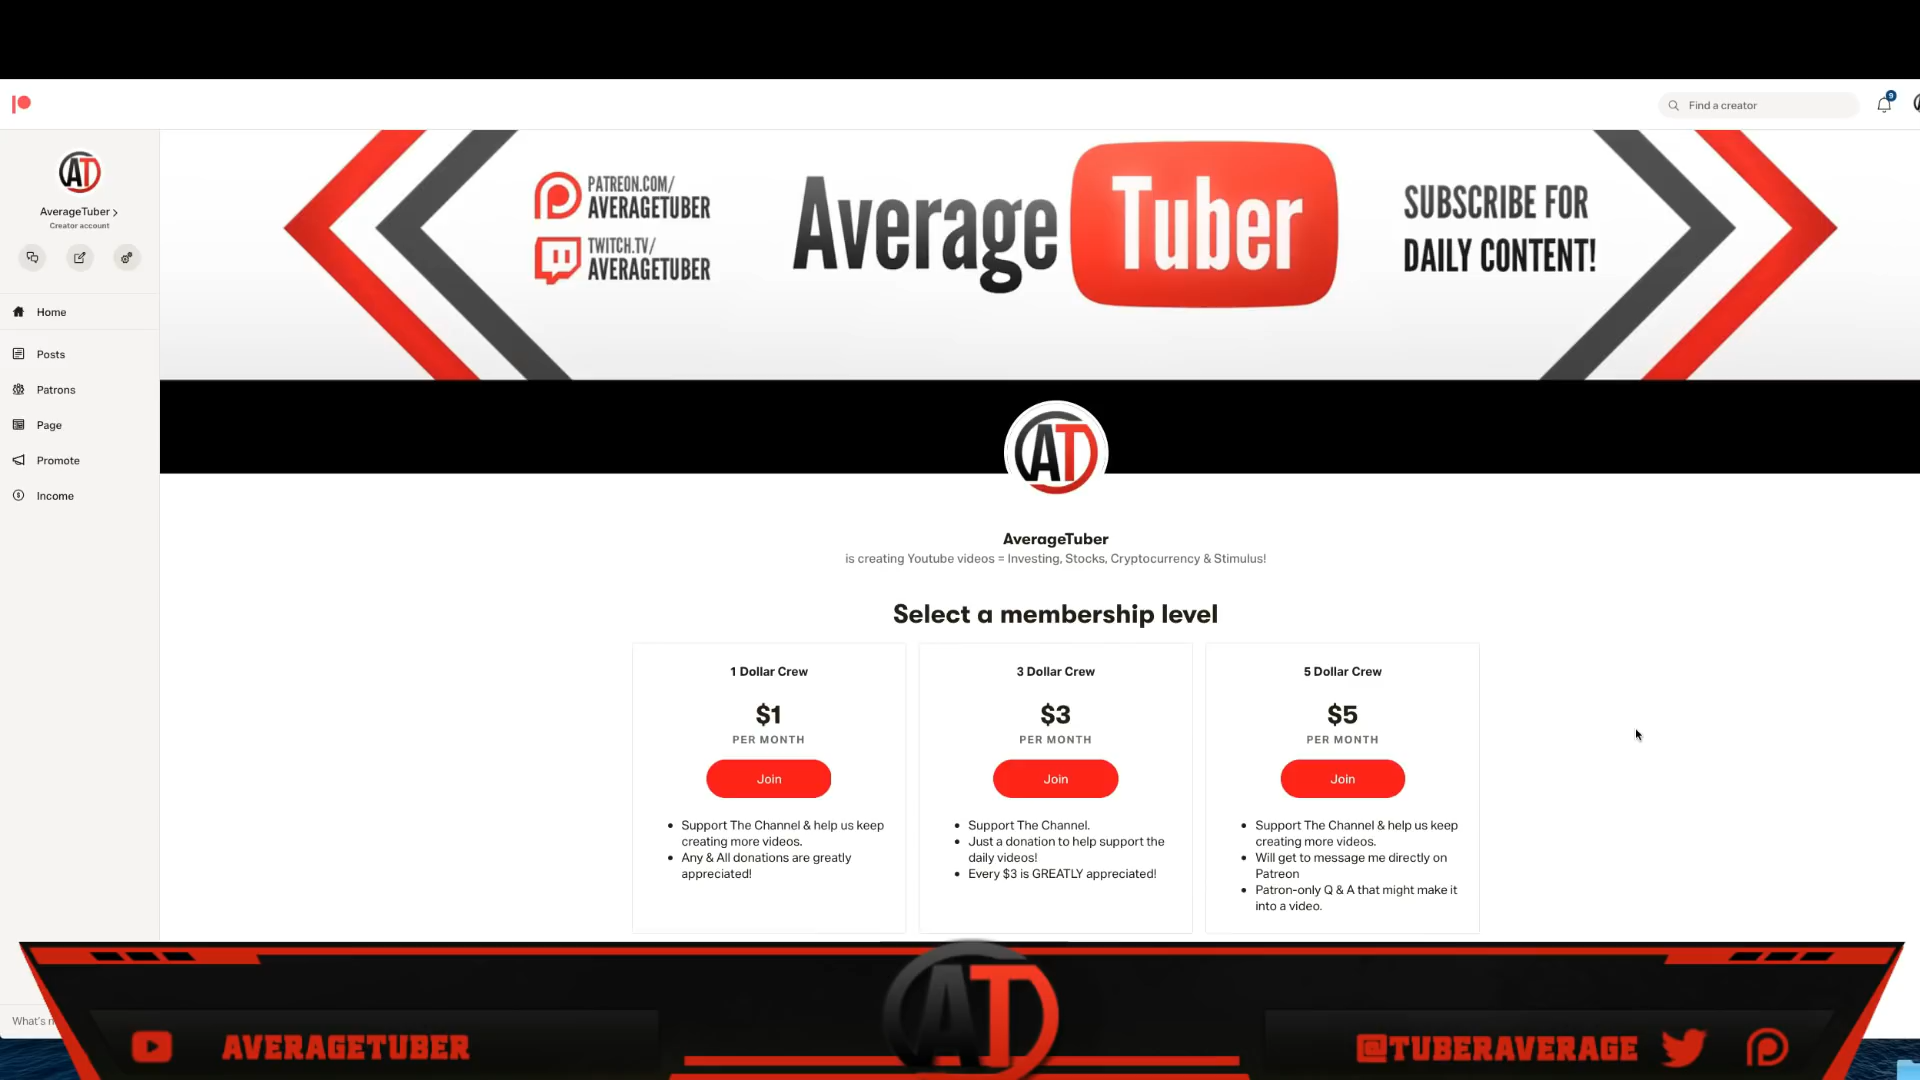 Find a creator
9
AT
AverageTuber
Creator account
Home
Posts
Patrons
Page
Promote
Income
PATREON.COM/
AVERAGETUBER
TWITCH.TV/
AVERAGETUBER
Average Tuber
SUBSCRIBE FOR
DAILY CONTENT!
AT
AverageTuber
is creating Youtube videos = Investing, Stocks, Cryptocurrency & Stimulus!
Select a membership level
1 Dollar Crew
$1
PER MONTH
Join
Support The Channel & help us keep
creating more videos.
Any & All donations are greatly
appreciated!
3 Dollar Crew
$3
PER MONTH
Join
Support The Channel.
Just a donation to help support the
daily videos!
Every $3 is GREATLY appreciated!
5 Dollar Crew
$5
PER MONTH
Join
Support The Channel & help us keep
creating more videos.
Will get to message me directly on
Patreon
Patron-only Q & A that might make it
into a video.
What's
AVERAGETUBER
AT
@TUBERAVERAGE